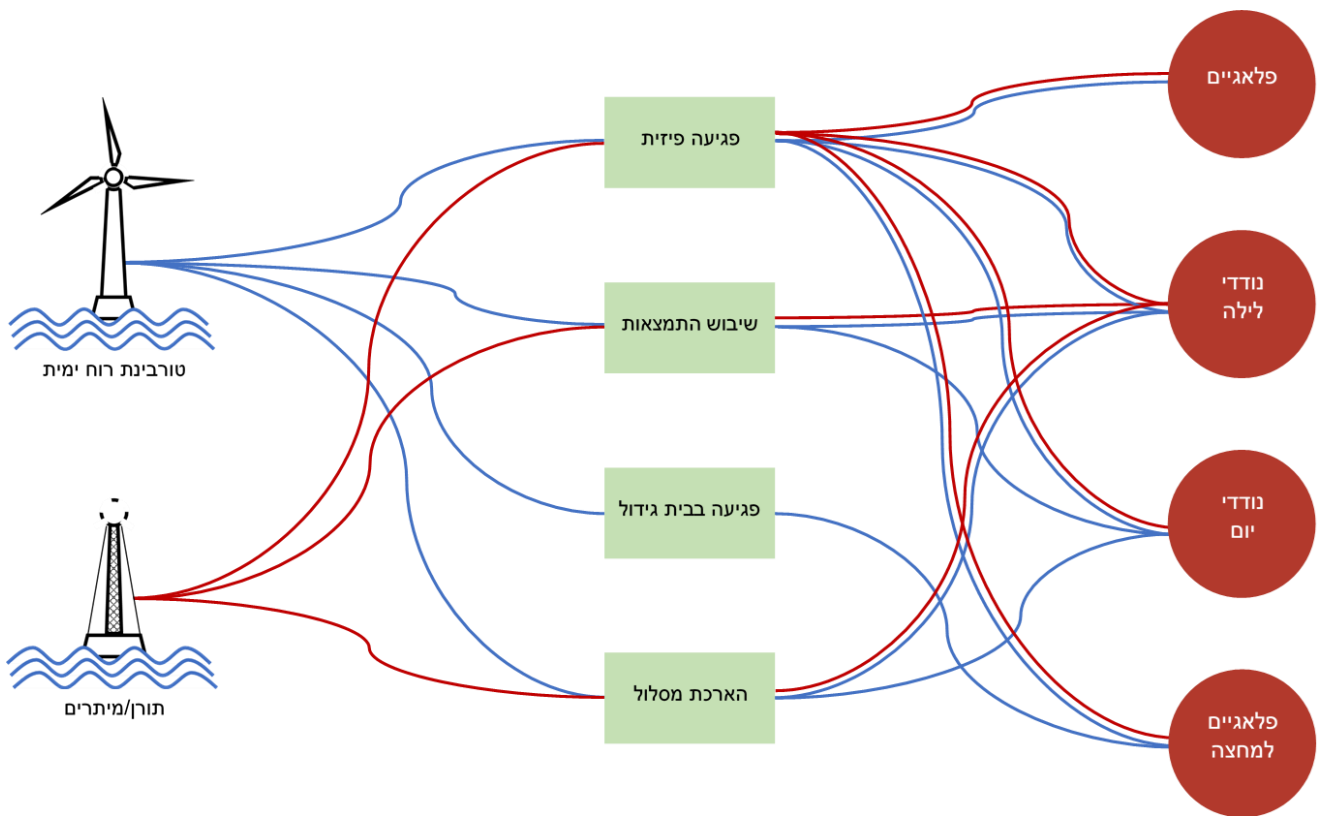 פלאגיים
פגיעה פיזית
נודדי
לילה
שיבוש התמצאות
טורבינת רוח ימית
נודדי
יום
פגיעה בבית גידול
הארכת מסלול
תורן/מיתרים
פלאגיים
למחצה